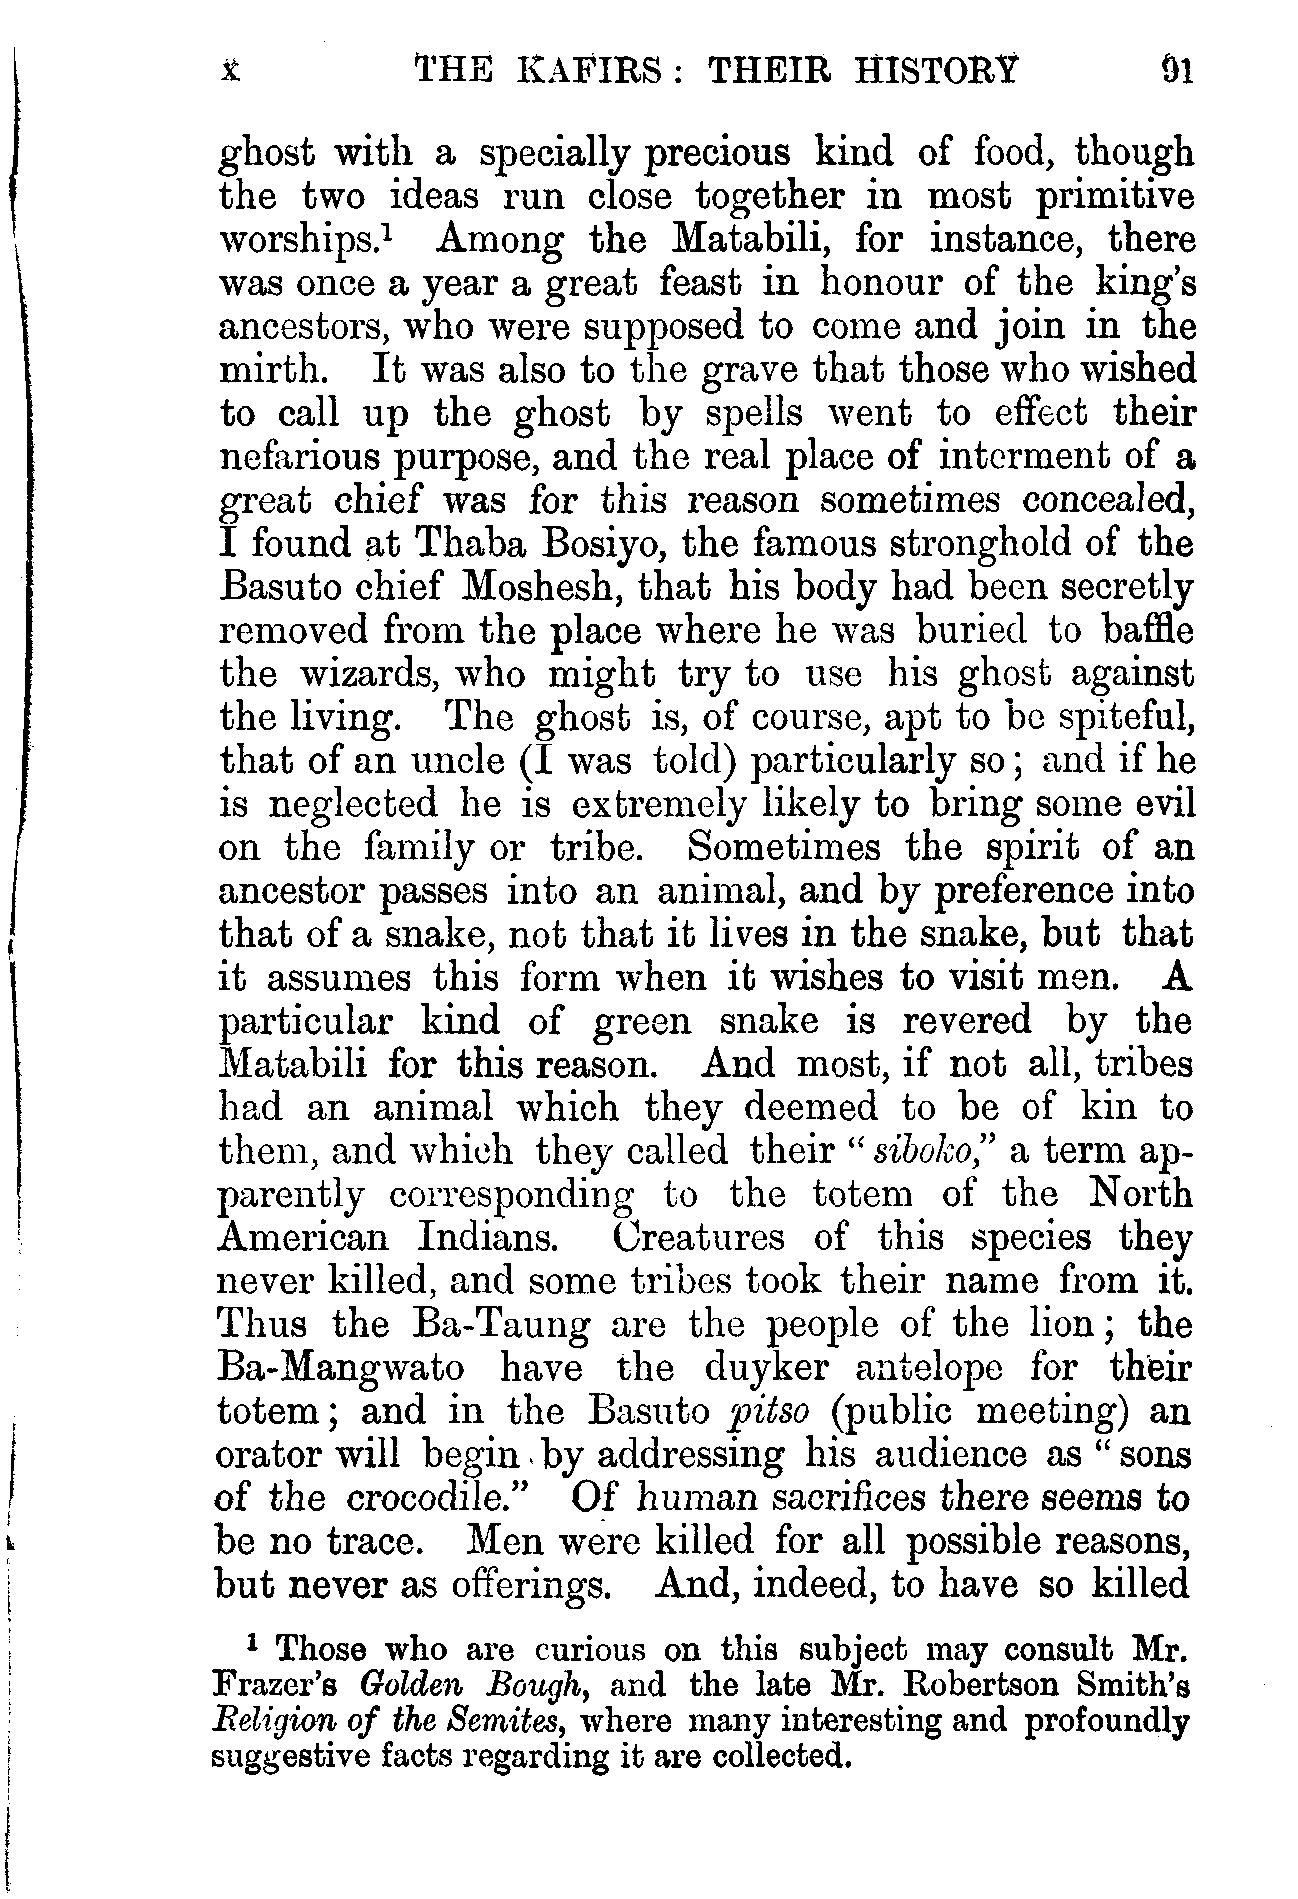 x THE KAFIRS : THEIR HISTORY 91
ghost with a specially precious kind of food, though
the two ideas run close together in most primitive
worships.¹ Among the Matabili, for instance, there
was once a year a great feast in honour of the king's
ancestors, who were supposed to come and join in the
mirth. It was also to the grave that those who wished
to call up the ghost by spells went to effect their
nefarious purpose, and the real place of interment of a
great chief was for this reason sometimes concealed,
I found at Thaba Bosiyo, the famous stronghold of the
Basuto chief Moshesh, that his body had been secretly
removed from the place where he was buried to baffle
the wizards, who might try to use his ghost against
the living. The ghost is, of course, apt to be spiteful,
that of an uncle (I was told) particularly so ; and if he
is neglected he is extremely likely to bring some evil
on the family or tribe. Sometimes the spirit of an
ancestor passes into an animal, and by preference into
that of a snake, not that it lives in the snake, but that
it assumes this form when it wishes to visit men. A
particular kind of green snake is revered by the
Matabili for this reason. And most, if not all, tribes
had an animal which they deemed to be of kin to
them, and which they called their "siboko," a term ap-
parently corresponding to the totem of the North
American Indians. Creatures of this species they
never killed, and some tribes took their name from it.
Thus the Ba-Taung are the people of the lion ; the
Ba-Mangwato have the duyker antelope for their
totem ; and in the Basuto pitso (public meeting) an
orator will begin by addressing his audience as "sons
of the crocodile." Of human sacrifices there seems to
be no trace. Men were killed for all possible reasons,
but never as offerings. And, indeed, to have so killed
¹ Those who are curious on this subject may consult Mr.
Frazer's Golden Bough, and the late Mr. Robertson Smith's
Religion of the Semites, where many interesting and profoundly
suggestive facts regarding it are collected.